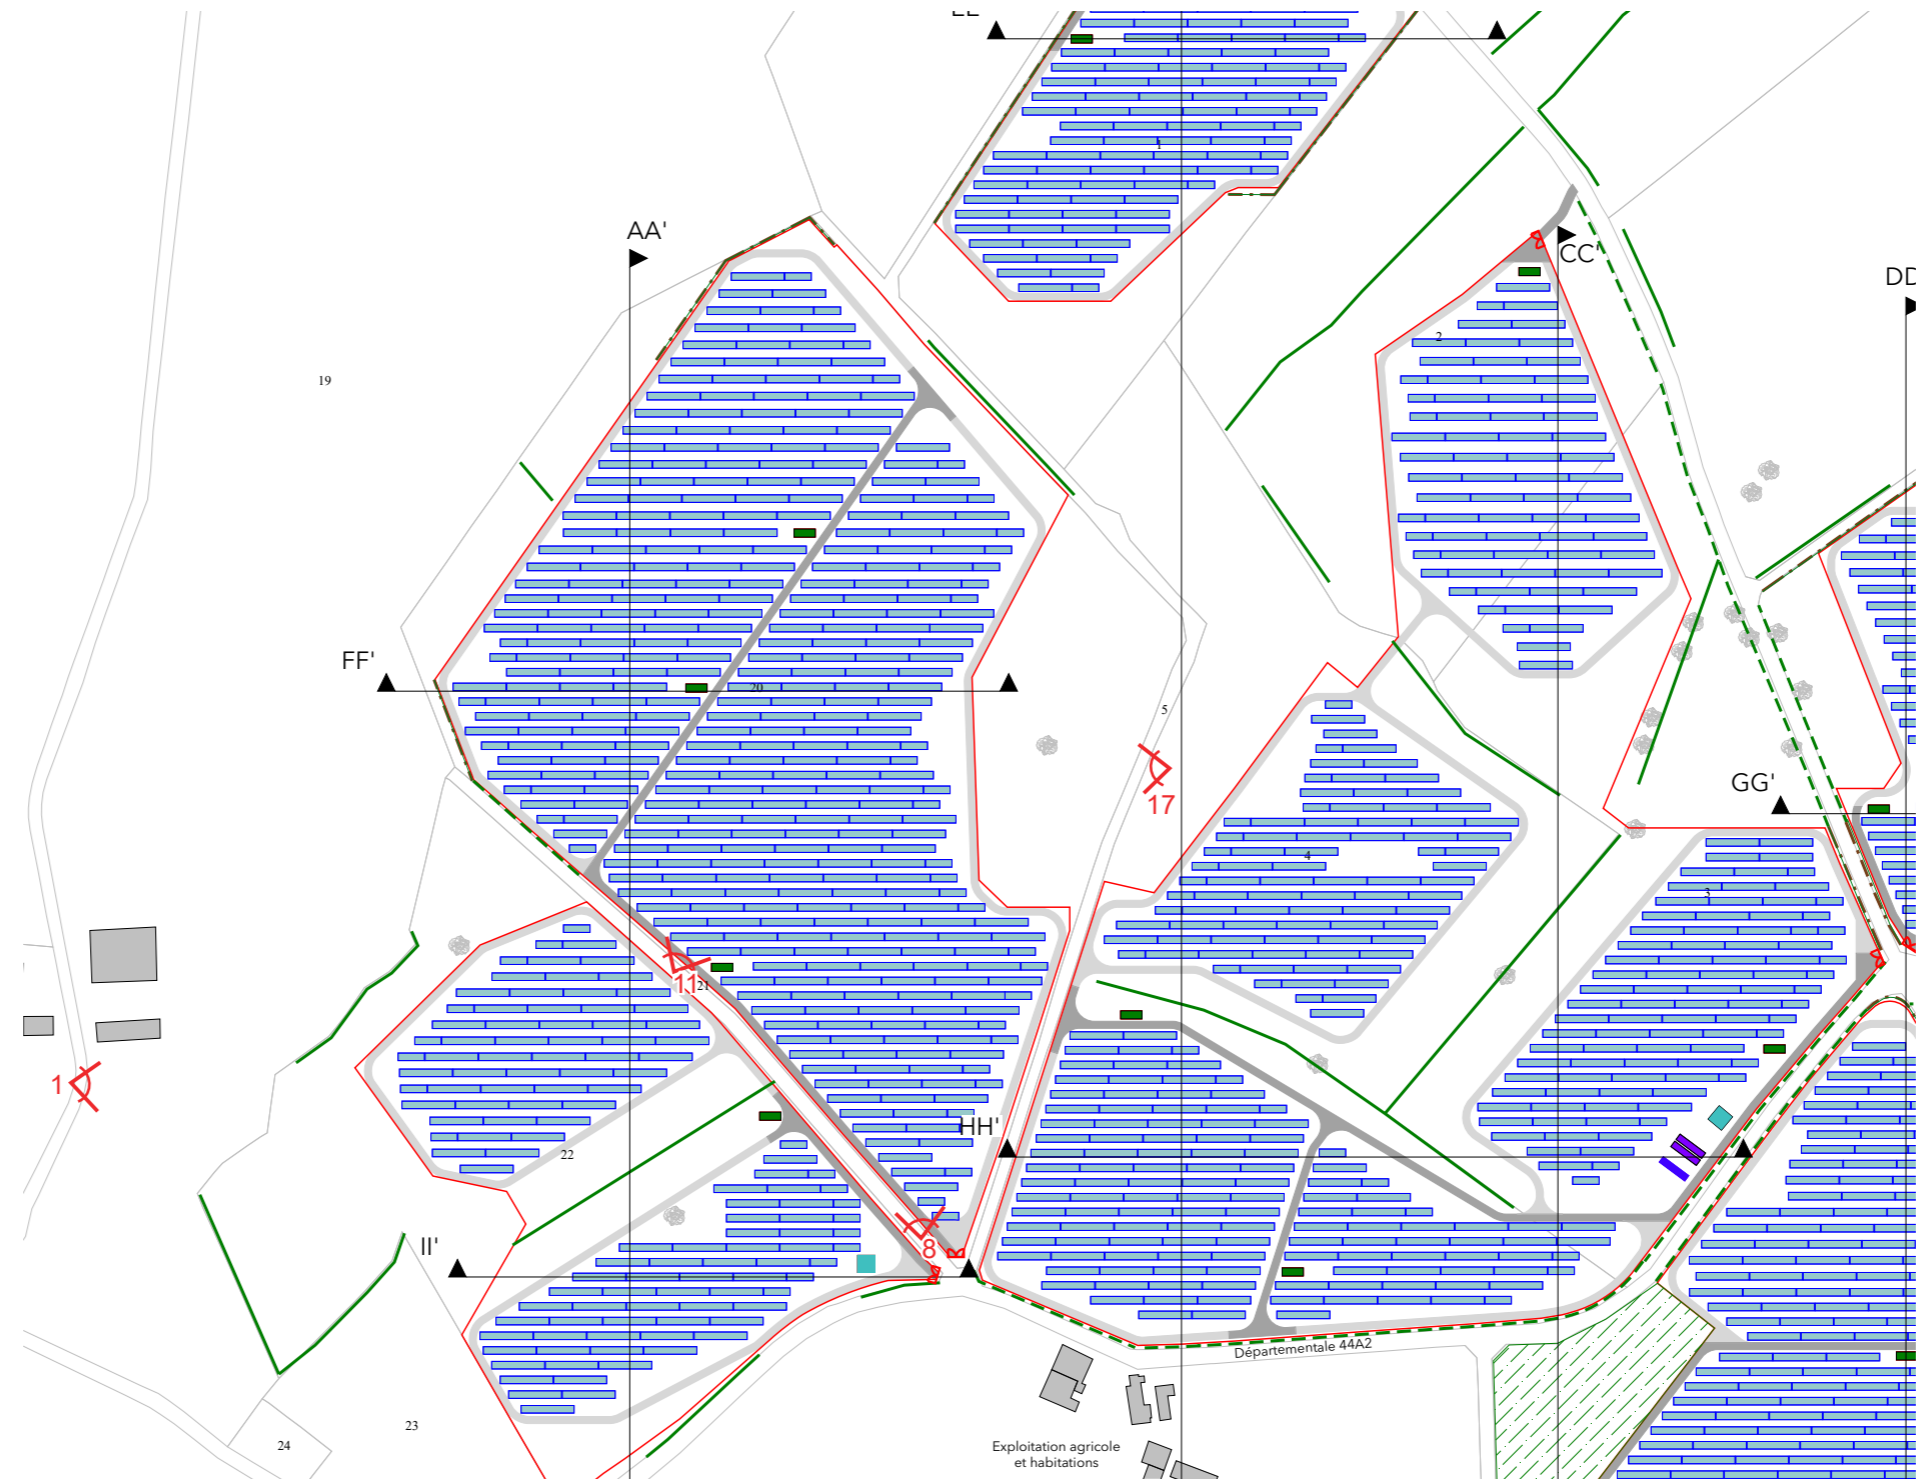 AA'
CC'
DD
1
2
19
FF'
20
5
17
GG'
4
3
11
21
1
HH'
22
II'
8
Départementale 44A2
23
24
Exploitation agricole
et habitations